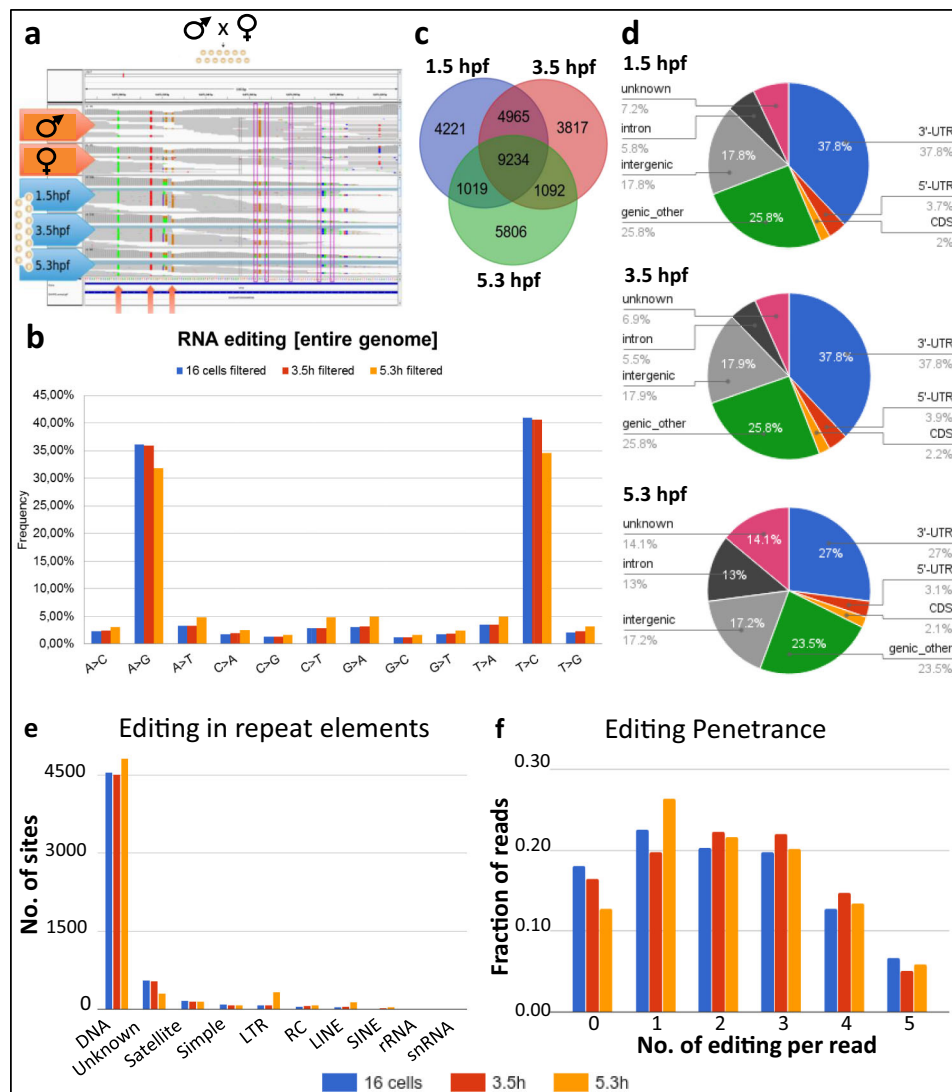 a
♂ x ♀
♂
♀
1.5hpf
3.5hpf
5.3hpf
b
RNA editing [entire genome]
16 cells filtered 3.5h filtered 5.3h filtered
Frequency
45,00%
40,00%
35,00%
30,00%
25,00%
20,00%
15,00%
10,00%
5,00%
0,00%
A>C A>G A>T C>A C>G C>T G>A G>C G>T T>A T>C T>G
c
1.5 hpf 3.5 hpf
4221 4965 3817
9234
1019 1092
5806
5.3 hpf
d
1.5 hpf
unknown
7.2%
intron
5.8%
intergenic
17.8%
genic_other
25.8%
37.8%
17.8%
25.8%
3'-UTR
37.8%
5'-UTR
3.7%
CDS
2%
3.5 hpf
unknown
6.9%
intron
5.5%
intergenic
17.9%
genic_other
25.8%
37.8%
17.9%
25.8%
3'-UTR
37.8%
5'-UTR
3.9%
CDS
2.2%
5.3 hpf
unknown
14.1%
intron
13%
intergenic
17.2%
14.1%
27%
13%
17.2%
23.5%
3'-UTR
27%
5'-UTR
3.1%
CDS
2.1%
genic_other
23.5%
e Editing in repeat elements
No. of sites
4500
3000
1500
0
DNA Unknown Satellite Simple LTR RC LINE SINE rRNA snRNA
f Editing Penetrance
Fraction of reads
0.30
0.20
0.10
0.00
0 1 2 3 4 5
No. of editing per read
16 cells 3.5h 5.3h